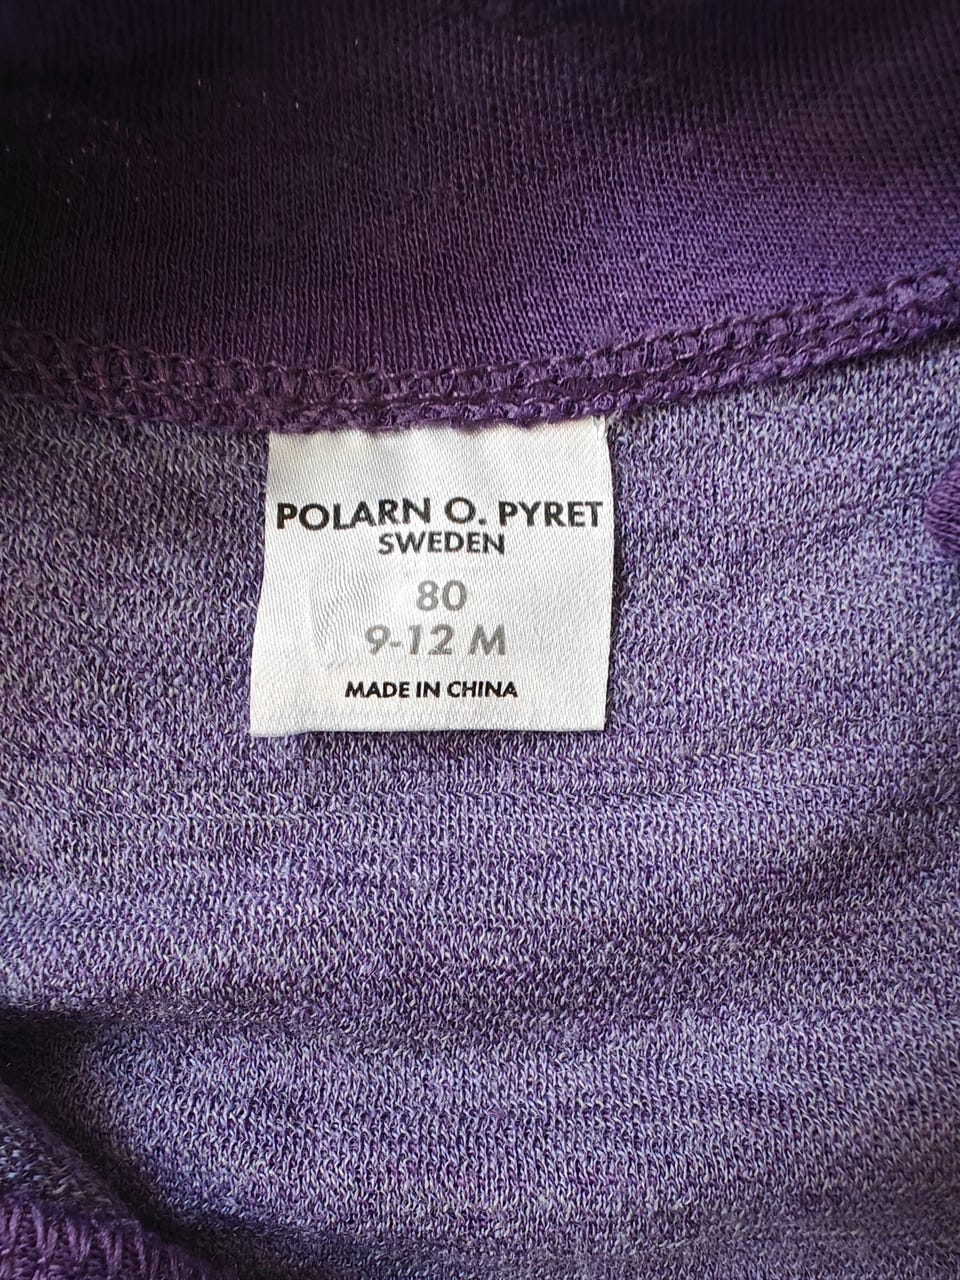 POLARN O. PYRET
SWEDEN
80
9-12 M
MADE IN CHINA